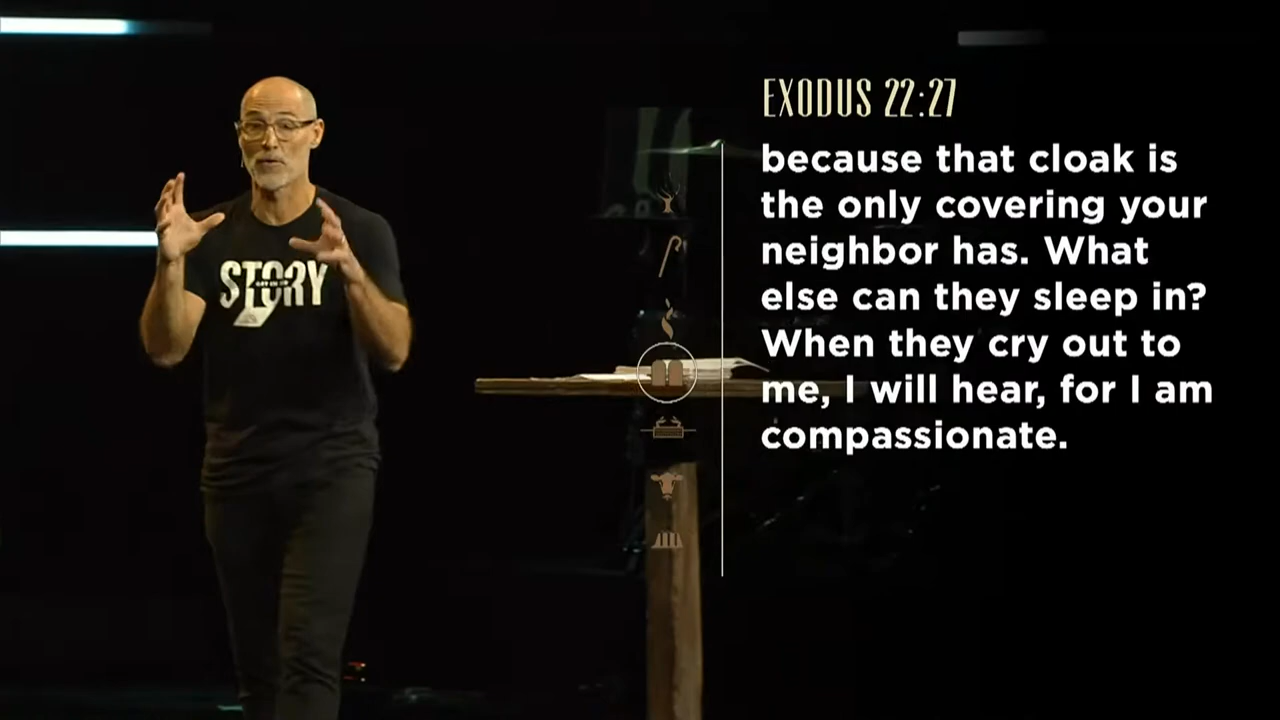 STORY
EXODUS 22:27
because that cloak is
the only covering your
neighbor has. What
else can they sleep in?
When they cry out to
me, I will hear, for I am
compassionate.